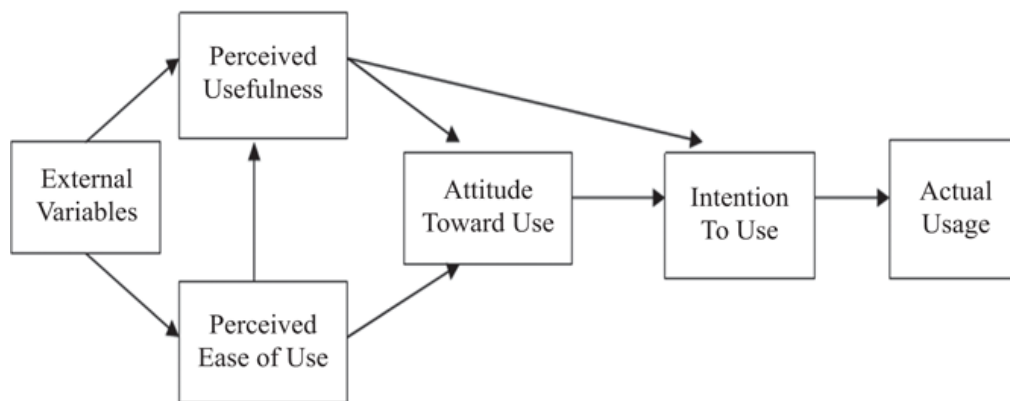 Perceived
Usefulness
External
Variables
Perceived
Ease of Use
Attitude
Toward Use
Intention
To Use
Actual
Usage